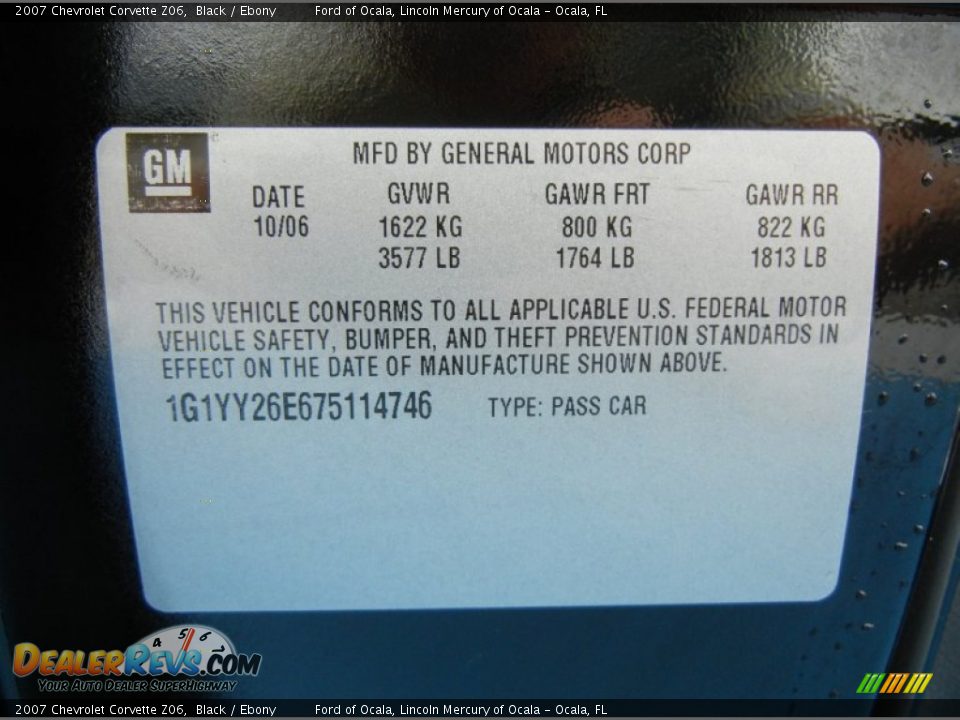 2007 Chevrolet Corvette Z06, Black / Ebony Ford of Ocala, Lincoln Mercury of Ocala - Ocala, FL
GM
MFD BY GENERAL MOTORS CORP
DATE GVWR GAWR FRT GAWR RR
10/06 1622 KG 800 KG 822 KG
3577 LB 1764 LB 1813 LB
THIS VEHICLE CONFORMS TO ALL APPLICABLE U.S. FEDERAL MOTOR
VEHICLE SAFETY, BUMPER, AND THEFT PREVENTION STANDARDS IN
EFFECT ON THE DATE OF MANUFACTURE SHOWN ABOVE.
1G1YY26E675114746 TYPE: PASS CAR
4 5 6 7
DEALERREVS.COM
YOUR AUTO DEALER SUPERHIGHWAY
2007 Chevrolet Corvette Z06, Black / Ebony Ford of Ocala, Lincoln Mercury of Ocala - Ocala, FL